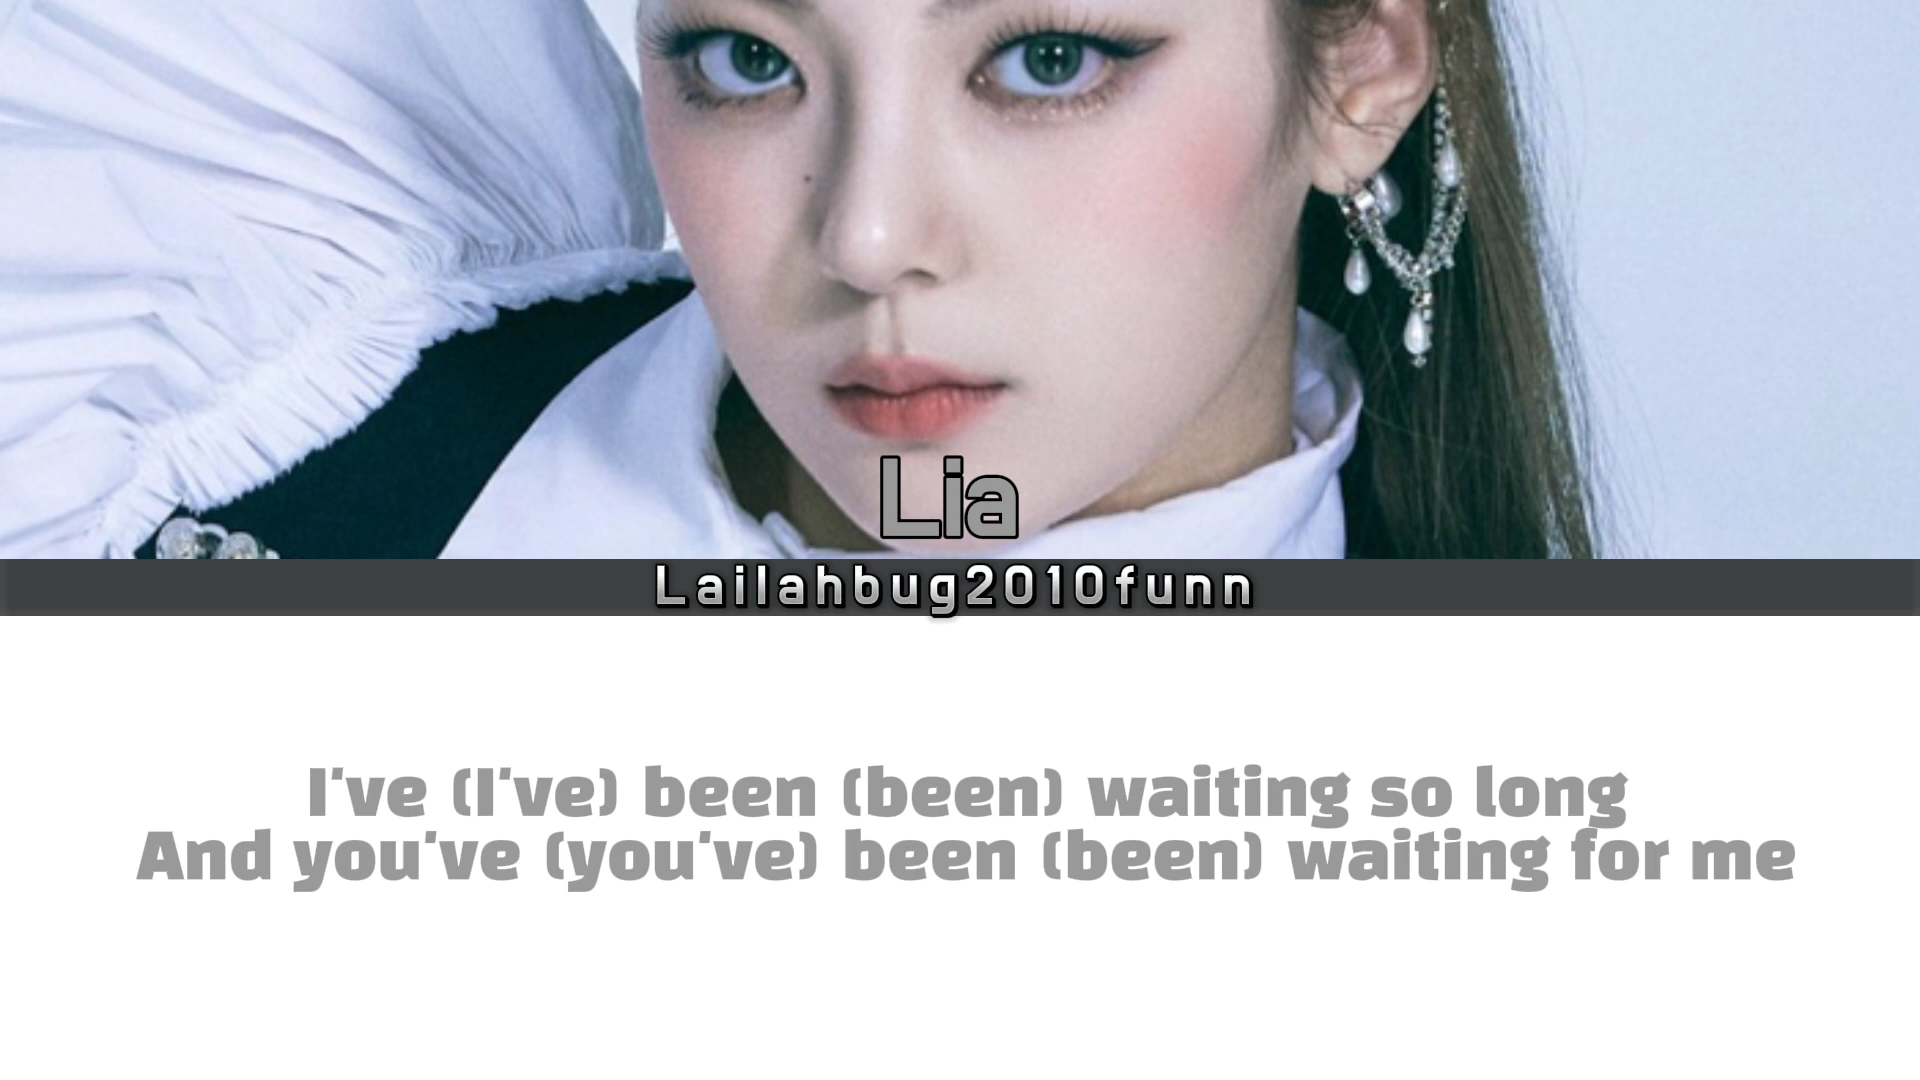 Lia
Lailahbug2010funn
I've (I've) been (been) waiting so long
And you've (you've) been (been) waiting for me